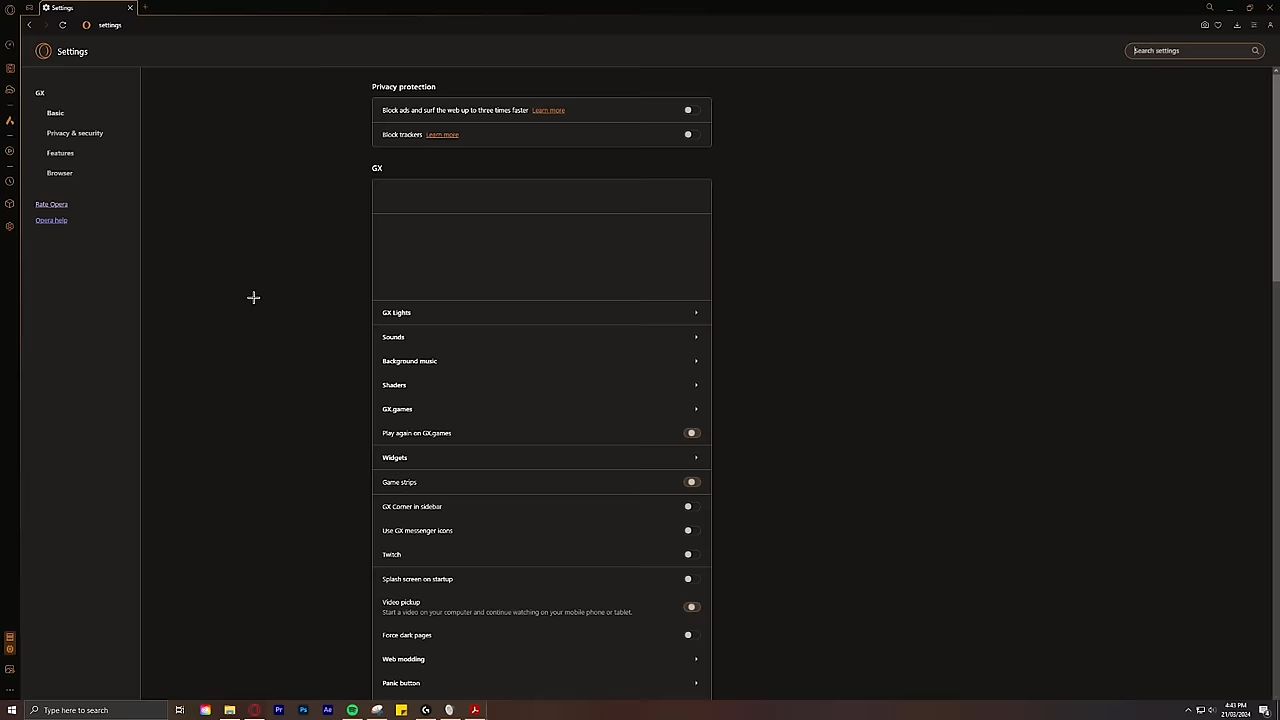 Settings
settings
Settings
Search settings
GX
Basic
Privacy & security
Features
Browser
Rate Opera
Opera help
Privacy protection
Block ads and surf the web up to three times faster Learn more
Block trackers Learn more
GX
GX Lights
Sounds
Background music
Shaders
GX.games
Play again on GX.games
Widgets
Game strips
GX Corner in sidebar
Use GX messenger icons
Twitch
Splash screen on startup
Video pickup
Start a video on your computer and continue watching on your mobile phone or tablet.
Force dark pages
Web modding
Panic button
Type here to search
Pr
Ps
Ae
4:43 PM
21/03/2024